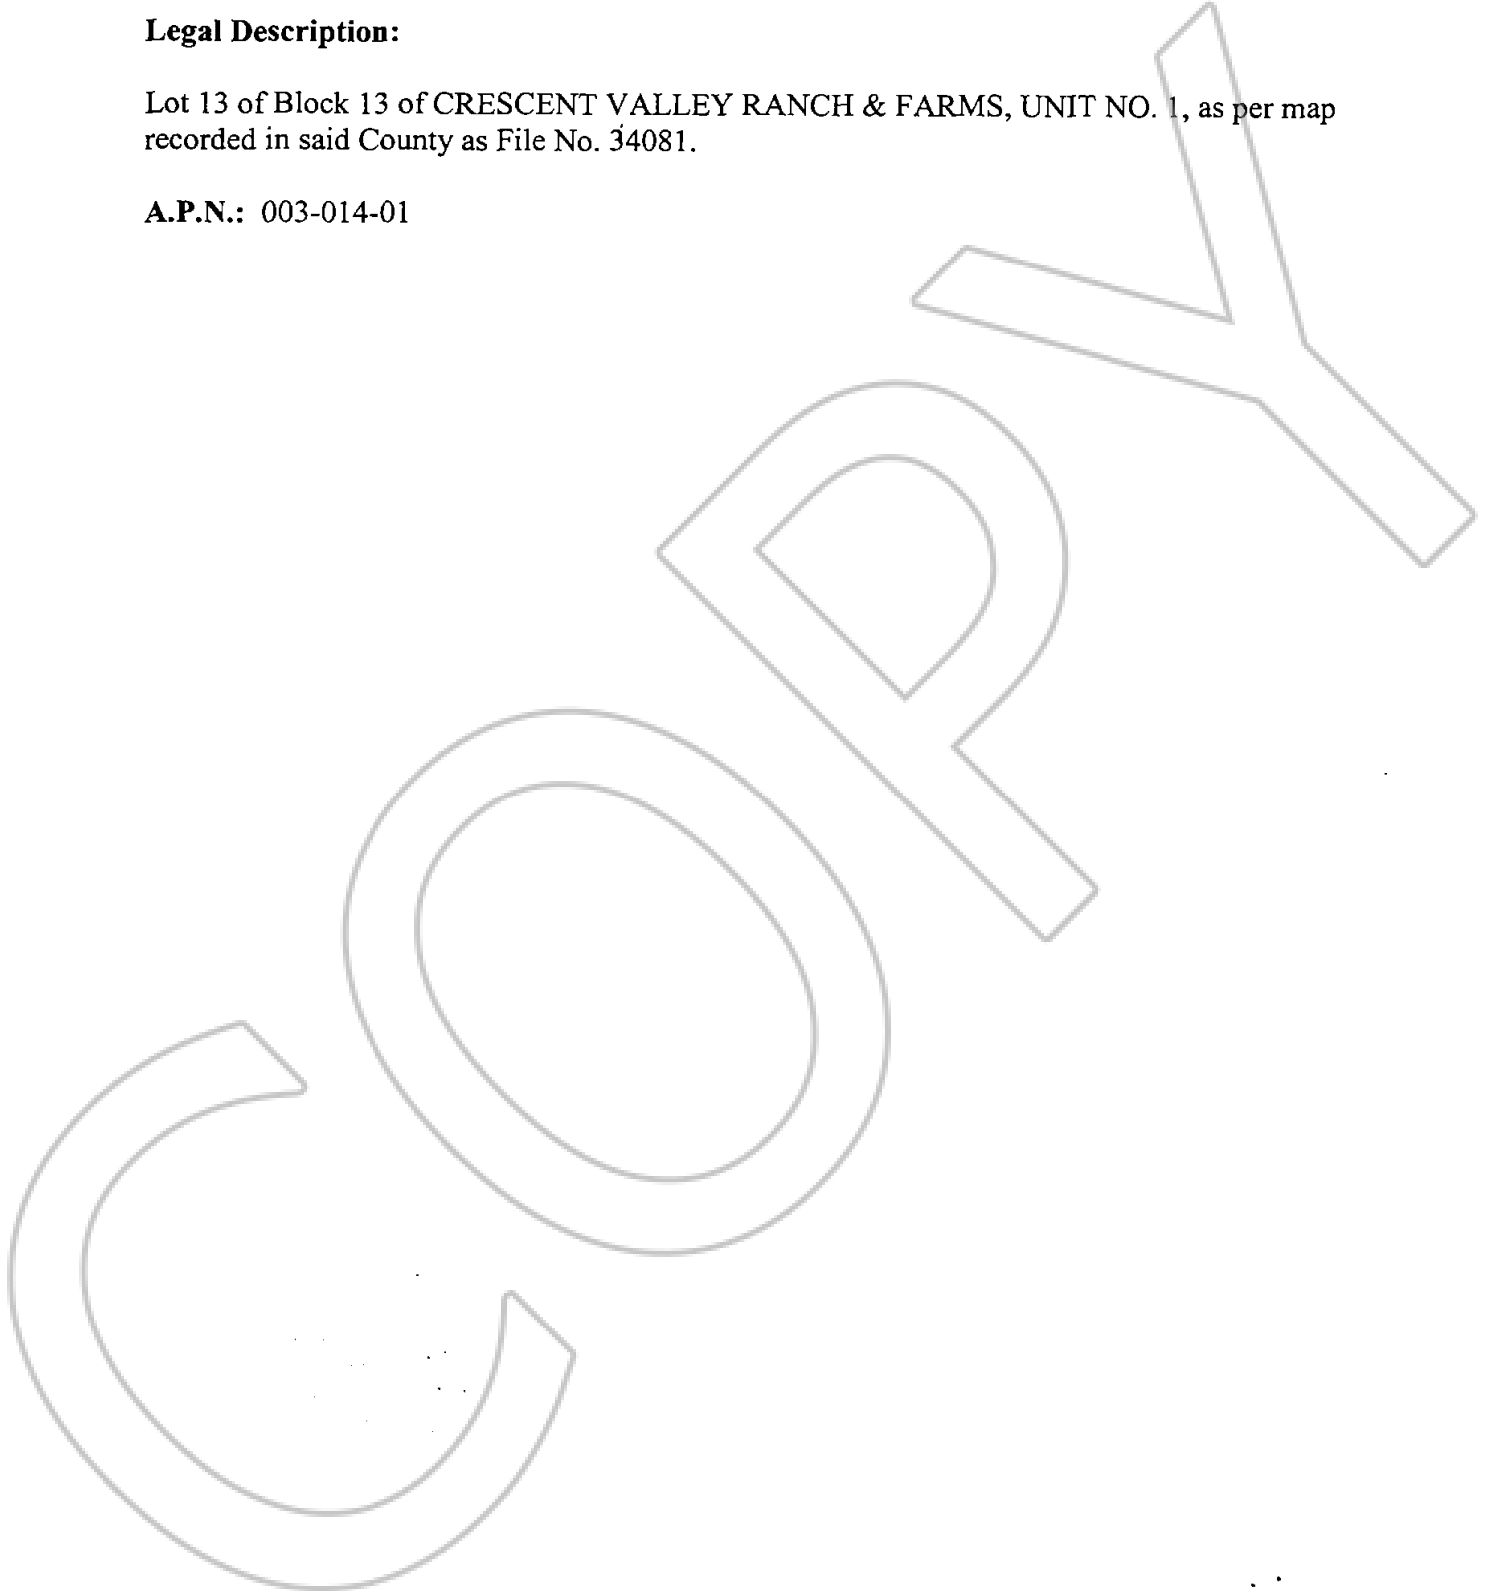 Legal Description:
Lot 13 of Block 13 of CRESCENT VALLEY RANCH & FARMS, UNIT NO. 1, as per map
recorded in said County as File No. 34081.
A.P.N.: 003-014-01
COPY